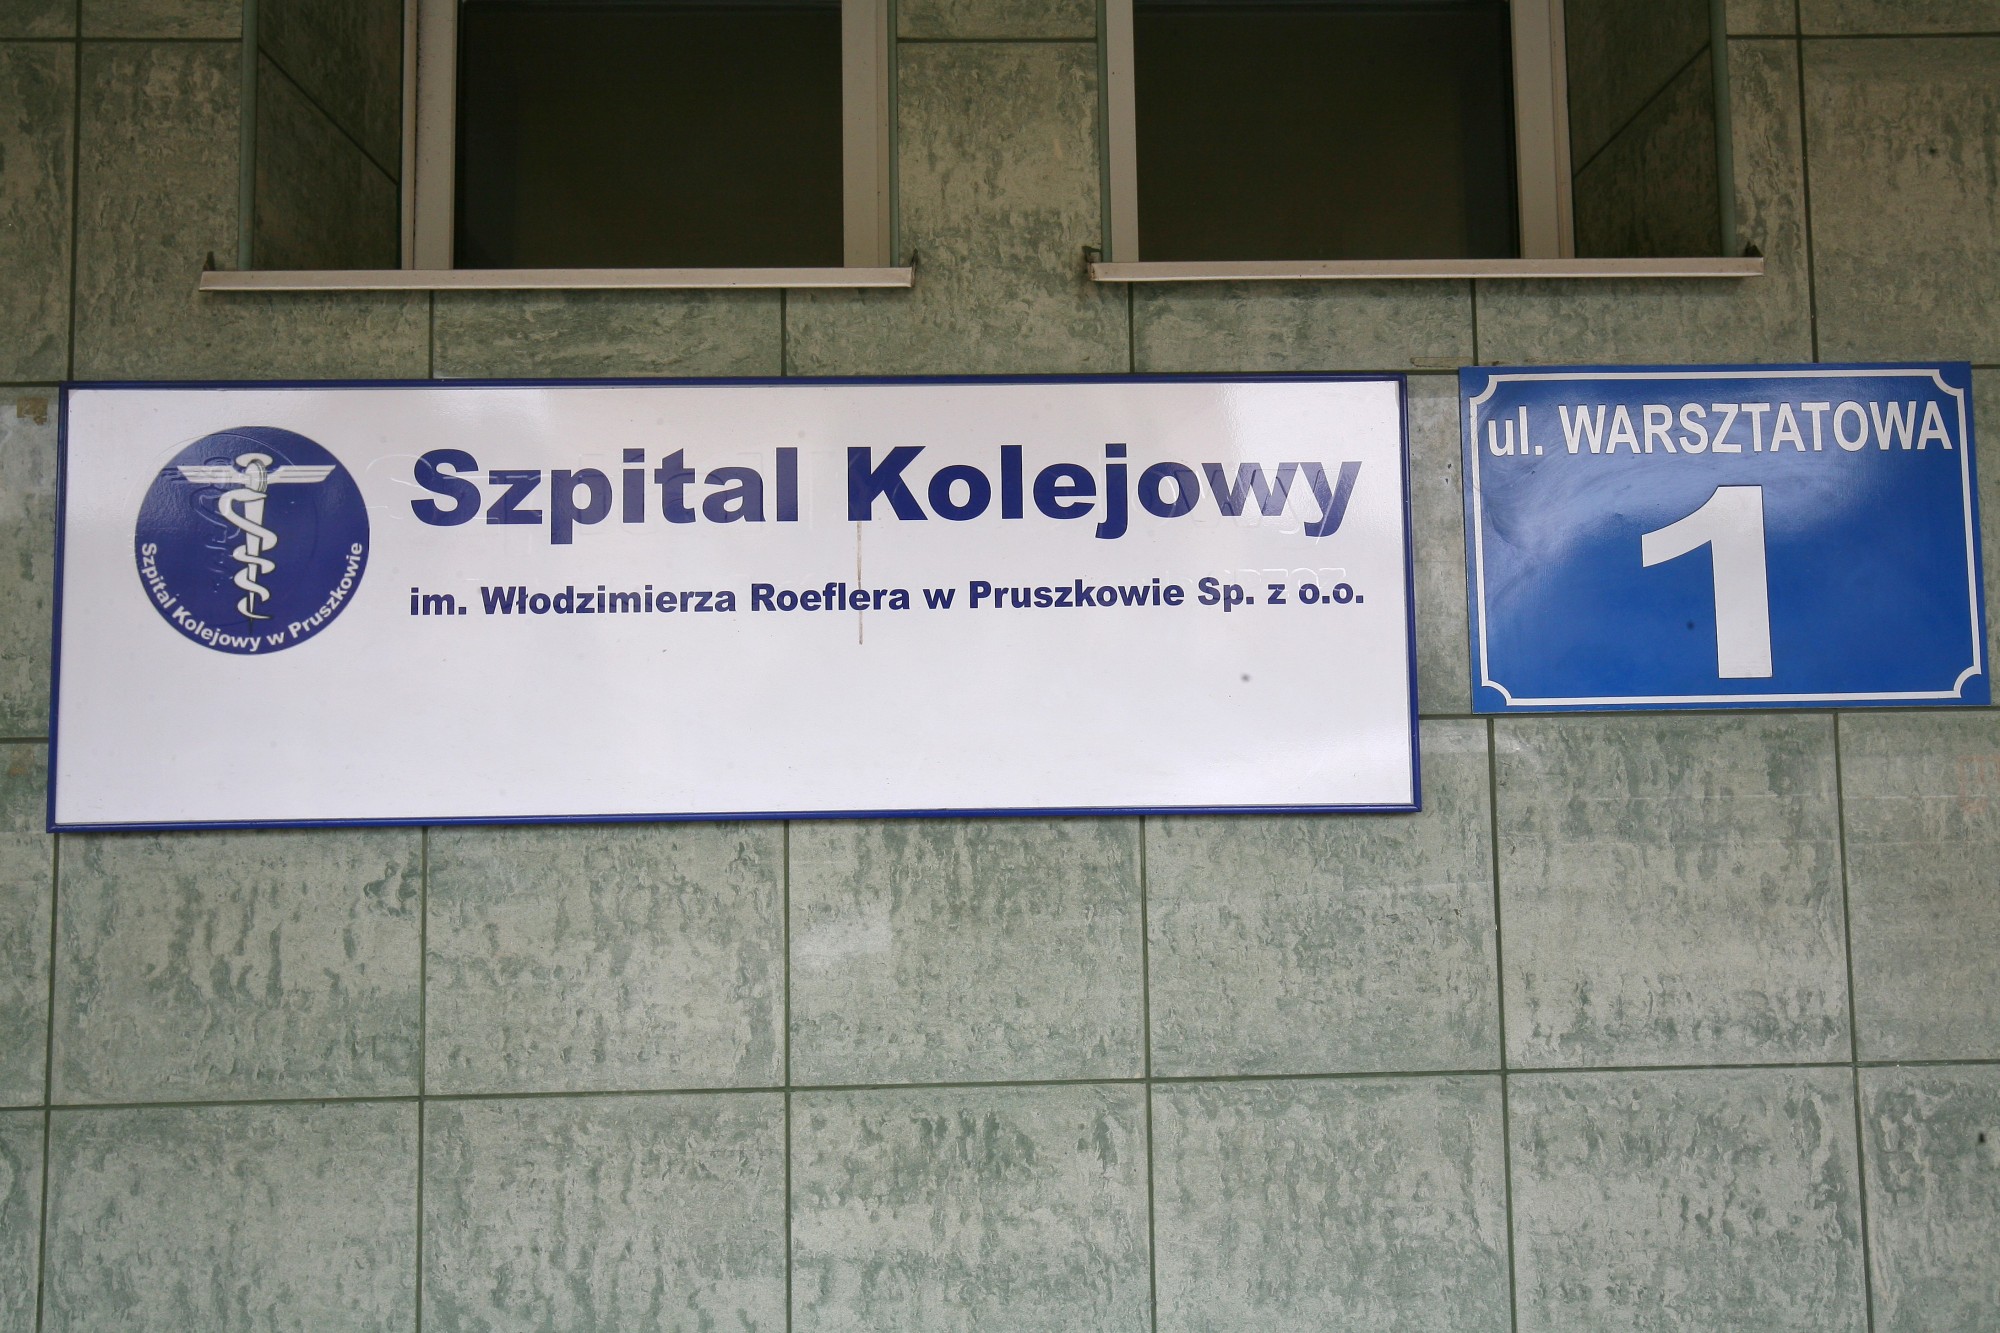 Szpital Kolejowy
im. Włodzimierza Roeflera w Pruszkowie Sp. z o.o.
Szpital Kolejowy w Pruszkowie
ul. WARSZTATOWA
1